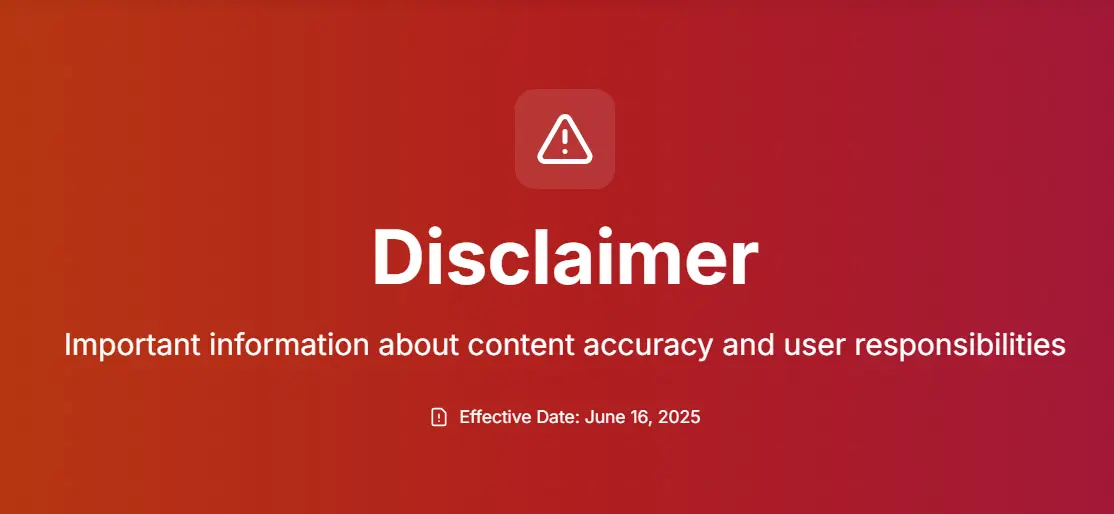 Disclaimer
Important information about content accuracy and user responsibilities
Effective Date: June 16, 2025